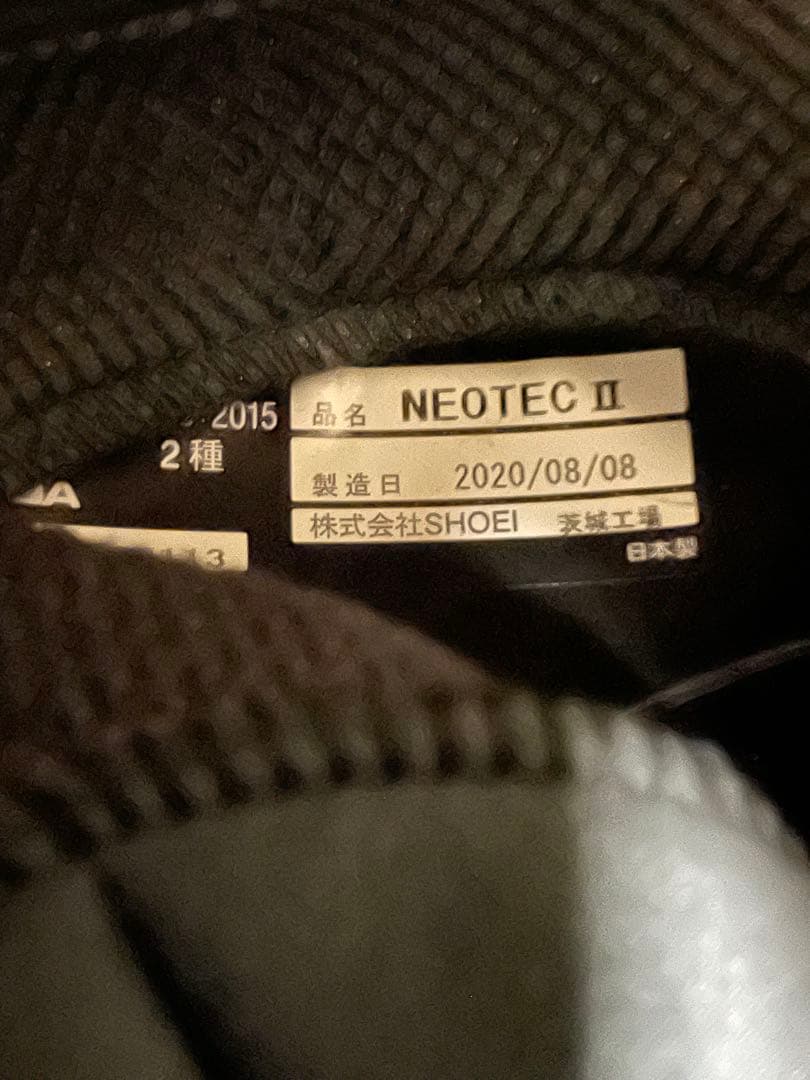 2015
2種
品名 NEOTEC II
製造日 2020/08/08
株式会社SHOEI 茨城工場
日本製
113